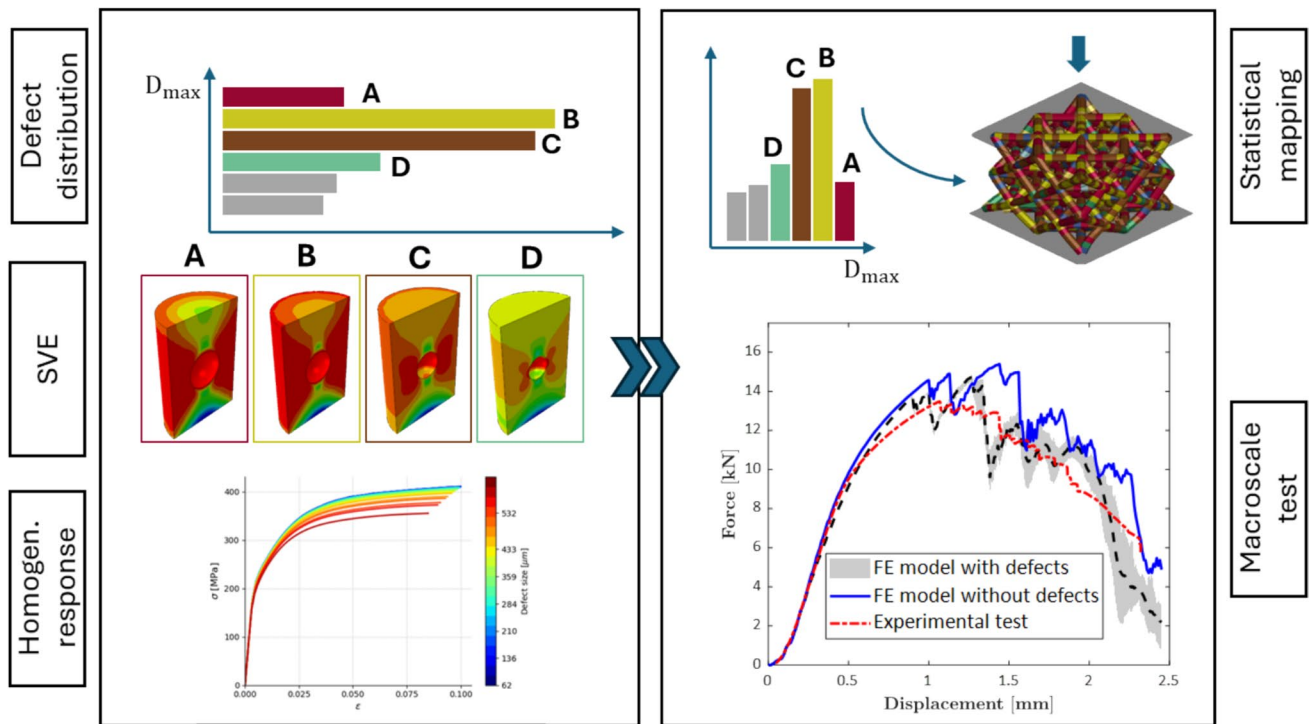 Defect
distribution
SVE
Homogen.
response
D_max
A
B
C
D
A
B
C
D
σ [MPa]
400
300
200
100
0
0.000
0.025
0.050
0.075
0.100
ε
532
433
359
284
210
136
62
Defect size [μm]
B
C
D
A
D_max
Statistical
mapping
Macroscale
test
Force [kN]
16
14
12
10
8
6
4
2
0
FE model with defects
FE model without defects
Experimental test
0
0.5
1
1.5
2
2.5
Displacement [mm]